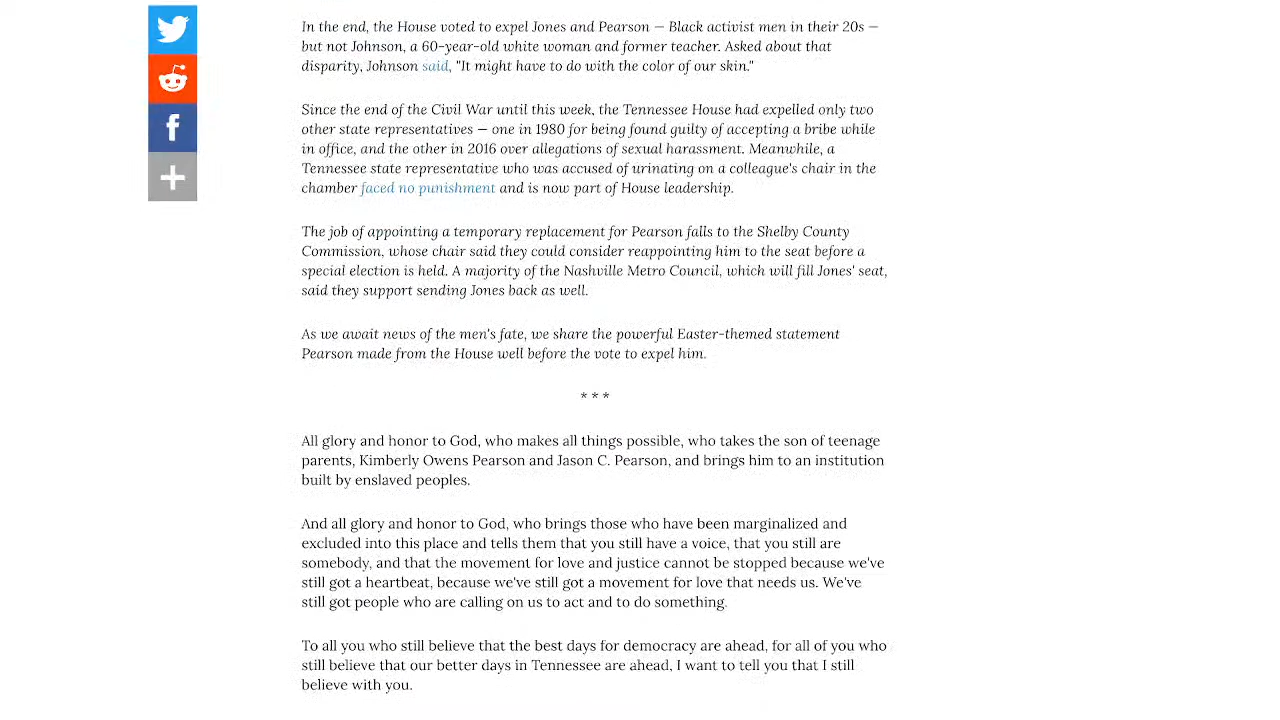 In the end, the House voted to expel Jones and Pearson — Black activist men in their 20s —
but not Johnson, a 60-year-old white woman and former teacher. Asked about that
disparity, Johnson said, "It might have to do with the color of our skin."
Since the end of the Civil War until this week, the Tennessee House had expelled only two
other state representatives — one in 1980 for being found guilty of accepting a bribe while
in office, and the other in 2016 over allegations of sexual harassment. Meanwhile, a
Tennessee state representative who was accused of urinating on a colleague's chair in the
chamber faced no punishment and is now part of House leadership.
The job of appointing a temporary replacement for Pearson falls to the Shelby County
Commission, whose chair said they could consider reappointing him to the seat before a
special election is held. A majority of the Nashville Metro Council, which will fill Jones' seat,
said they support sending Jones back as well.
As we await news of the men's fate, we share the powerful Easter-themed statement
Pearson made from the House well before the vote to expel him.
* * *
All glory and honor to God, who makes all things possible, who takes the son of teenage
parents, Kimberly Owens Pearson and Jason C. Pearson, and brings him to an institution
built by enslaved peoples.
And all glory and honor to God, who brings those who have been marginalized and
excluded into this place and tells them that you still have a voice, that you still are
somebody, and that the movement for love and justice cannot be stopped because we've
still got a heartbeat, because we've still got a movement for love that needs us. We've
still got people who are calling on us to act and to do something.
To all you who still believe that the best days for democracy are ahead, for all of you who
still believe that our better days in Tennessee are ahead, I want to tell you that I still
believe with you.